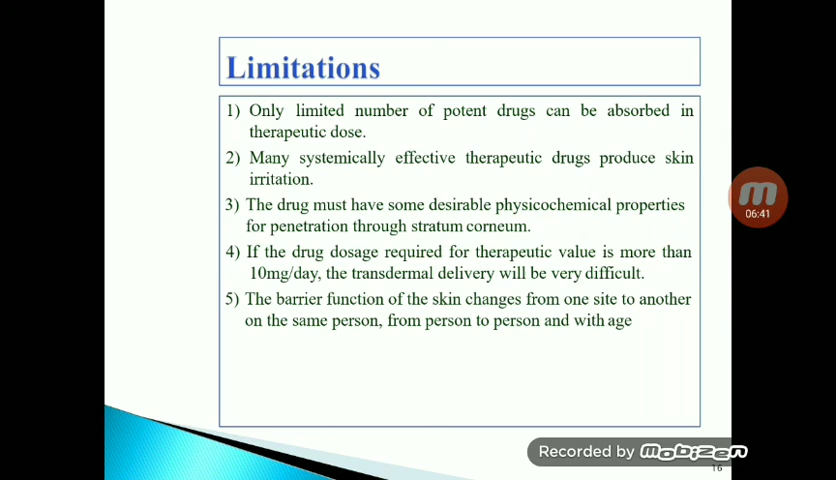 Limitations
1) Only limited number of potent drugs can be absorbed in
therapeutic dose.
2) Many systemically effective therapeutic drugs produce skin
irritation.
3) The drug must have some desirable physicochemical properties
for penetration through stratum corneum.
4) If the drug dosage required for therapeutic value is more than
10mg/day, the transdermal delivery will be very difficult.
5) The barrier function of the skin changes from one site to another
on the same person, from person to person and with age
m
06:41
Recorded by mobizen
16